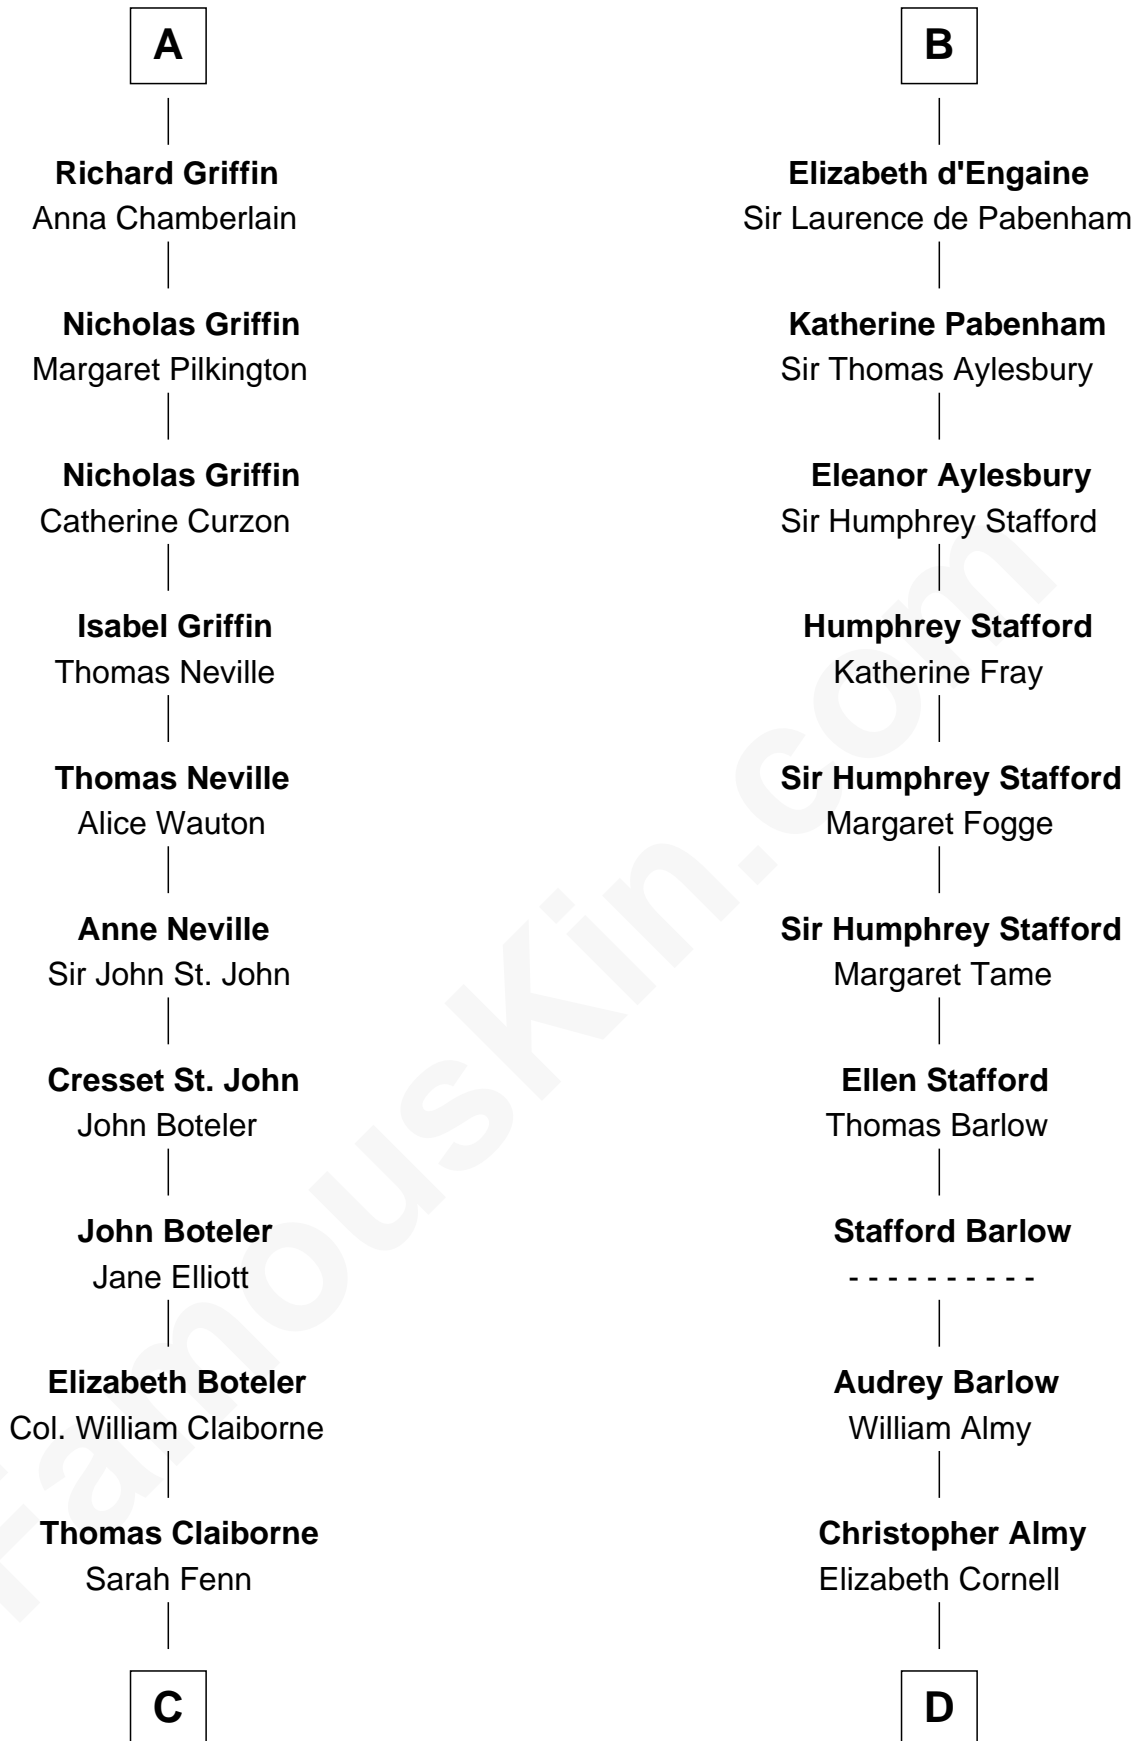 A
Richard Griffin
Anna Chamberlain
Nicholas Griffin
Margaret Pilkington
Nicholas Griffin
Catherine Curzon
Isabel Griffin
Thomas Neville
Thomas Neville
Alice Wauton
Anne Neville
Sir John St. John
Cresset St. John
John Boteler
John Boteler
Jane Elliott
Elizabeth Boteler
Col. William Claiborne
Thomas Claiborne
Sarah Fenn
C
B
Elizabeth d'Engaine
Sir Laurence de Pabenham
Katherine Pabenham
Sir Thomas Aylesbury
Eleanor Aylesbury
Sir Humphrey Stafford
Humphrey Stafford
Katherine Fray
Sir Humphrey Stafford
Margaret Fogge
Sir Humphrey Stafford
Margaret Tame
Ellen Stafford
Thomas Barlow
Stafford Barlow
- - - - - - - - - -
Audrey Barlow
William Almy
Christopher Almy
Elizabeth Cornell
D
FamousKin.com